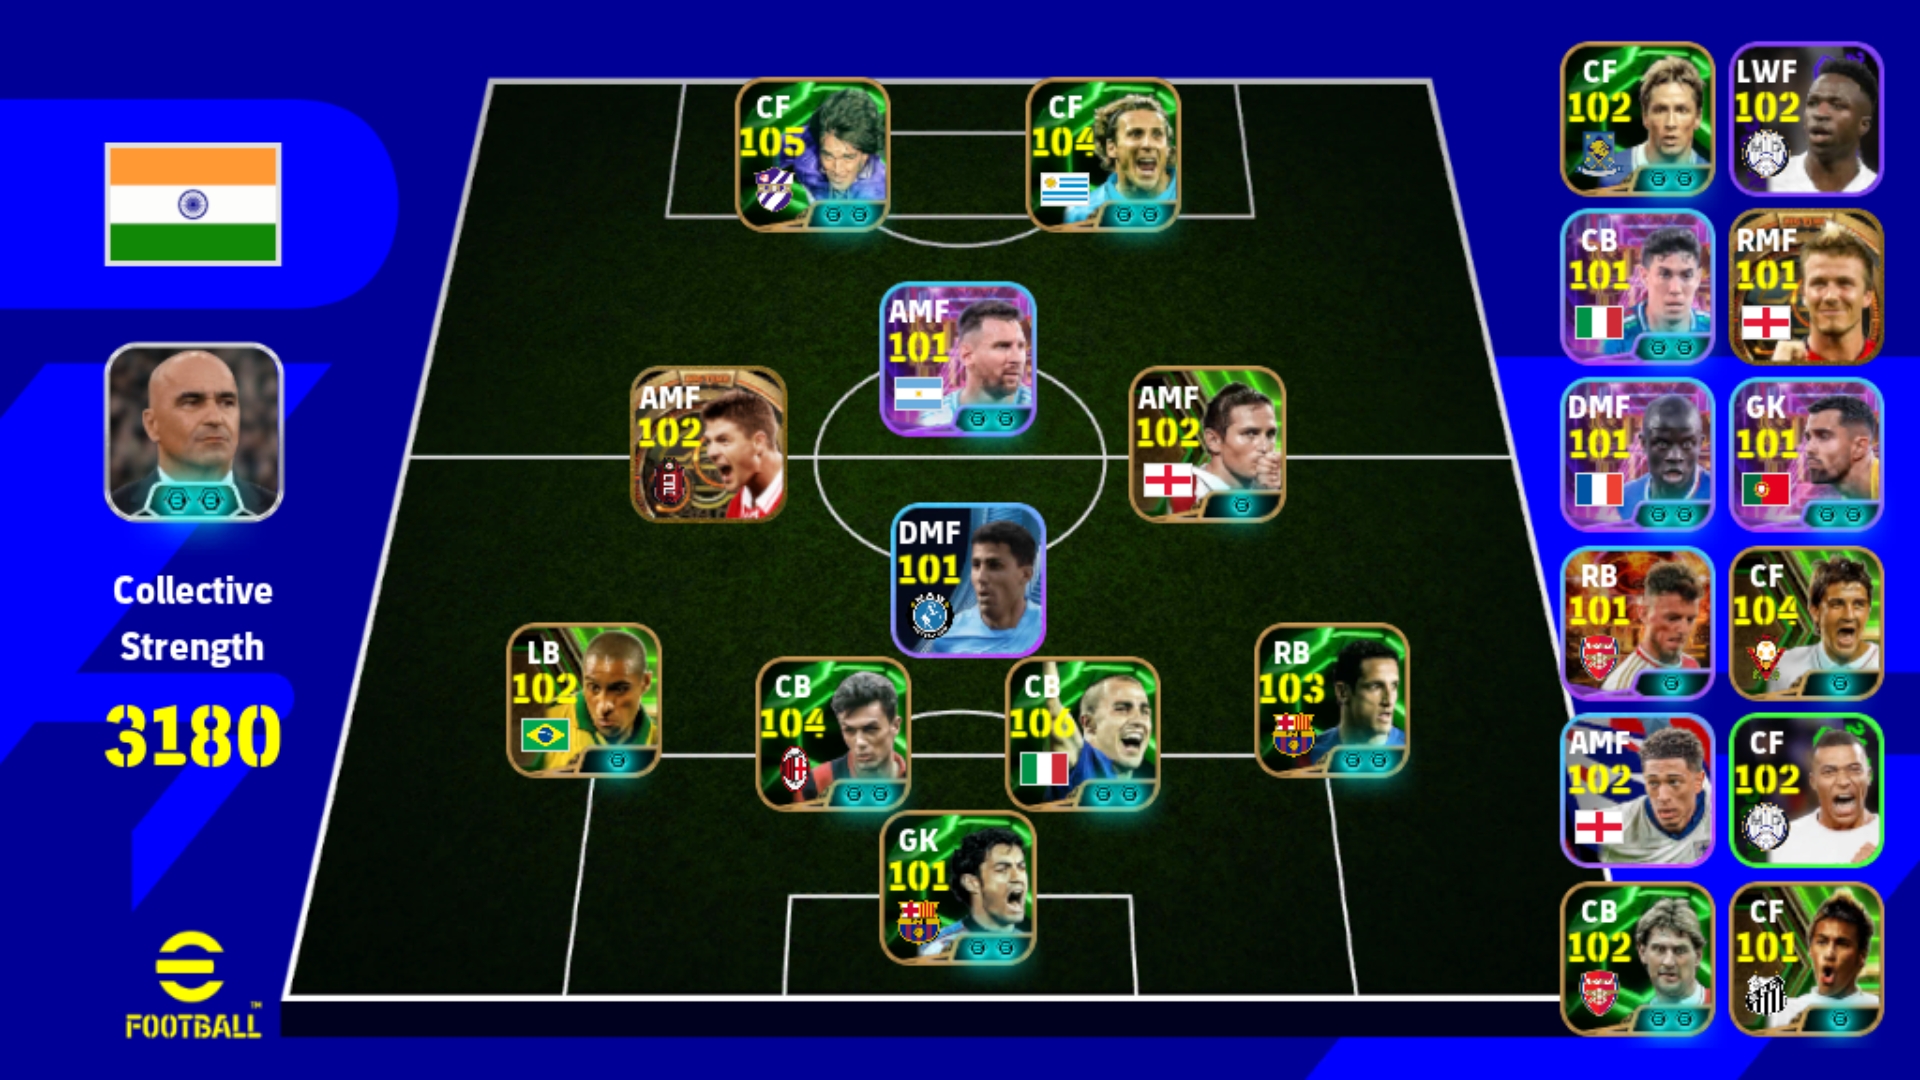 Collective
Strength
3180
FOOTBALL™
CF
105
CF
104
AMF
101
AMF
102
AMF
102
DMF
101
LB
102
CB
104
CB
106
RB
103
GK
101
CF
102
LWF
102
CB
101
RMF
101
DMF
101
GK
101
RB
101
CF
104
AMF
102
CF
102
CB
102
CF
101